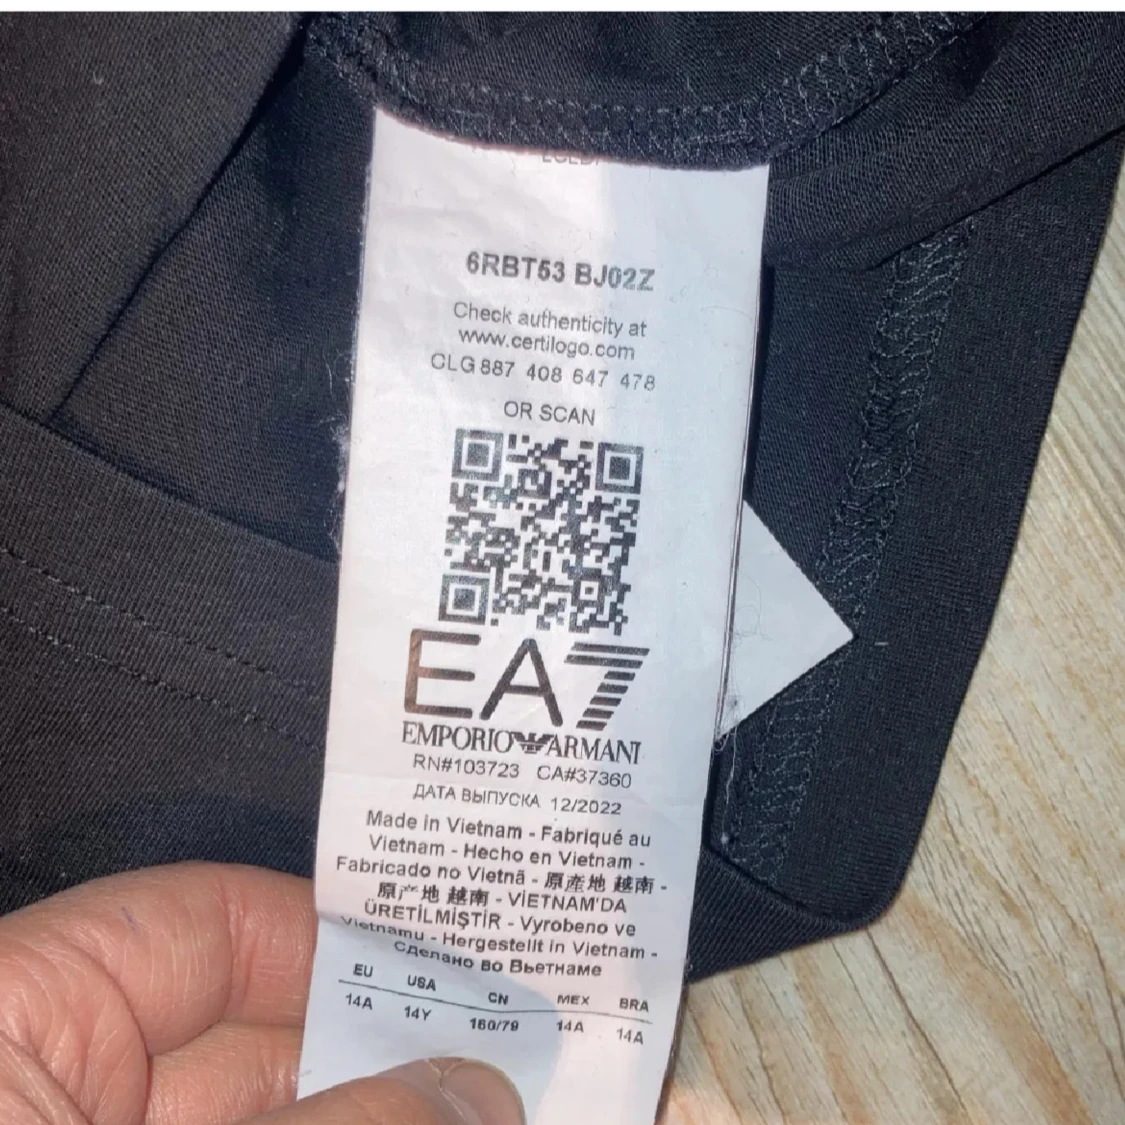 6RBT53 BJ02Z
Check authenticity at
www.certilogo.com
CLG 887 408 647 478
OR SCAN
EA7
EMPORIO ARMANI
RN#103723 CA#37360
ДАТА ВЫПУСКА 12/2022
Made in Vietnam - Fabriqué au
Vietnam - Hecho en Vietnam -
Fabricado no Vietnã - 原產地 越南 -
原产地 越南 - VİETNAM'DA
ÜRETİLMİŞTİR - Vyrobeno ve
Vietnamu - Hergestellt in Vietnam -
Сделано во Вьетнаме
EU USA CN MEX BRA
14A 14Y 160/79 14A 14A